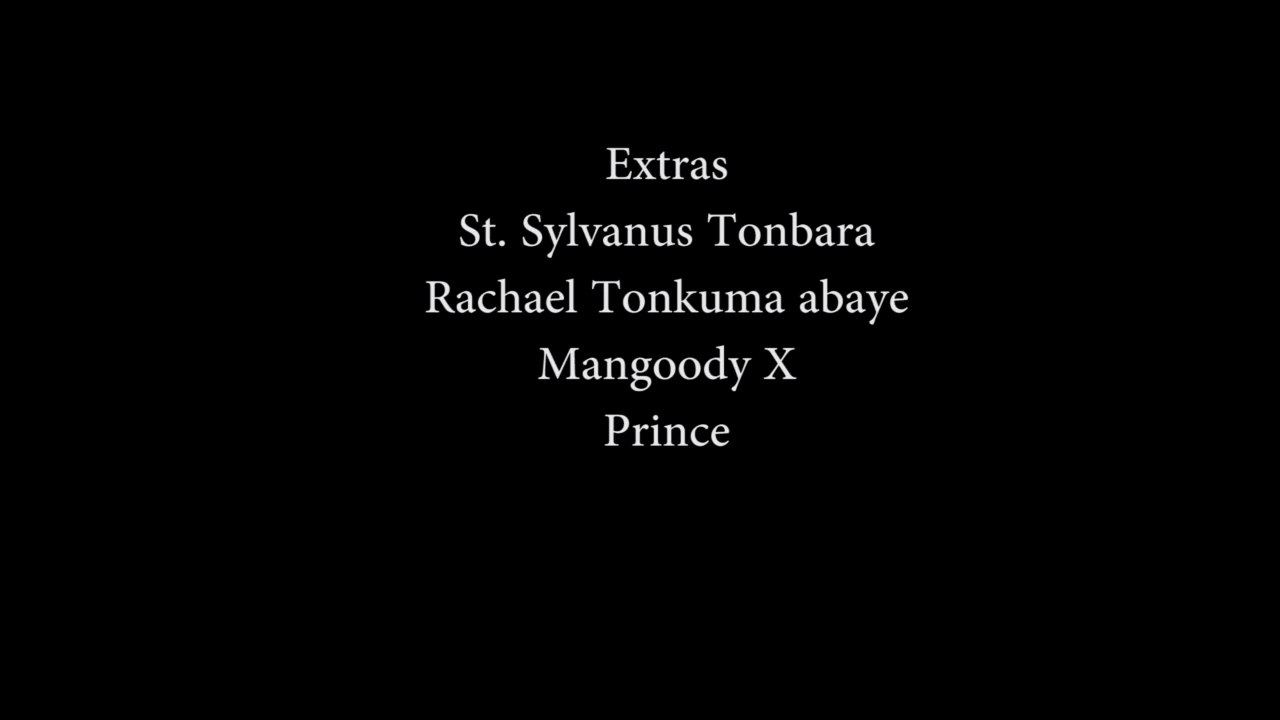 Extras
St. Sylvanus Tonbara
Rachael Tonkuma abaye
Mangoody X
Prince